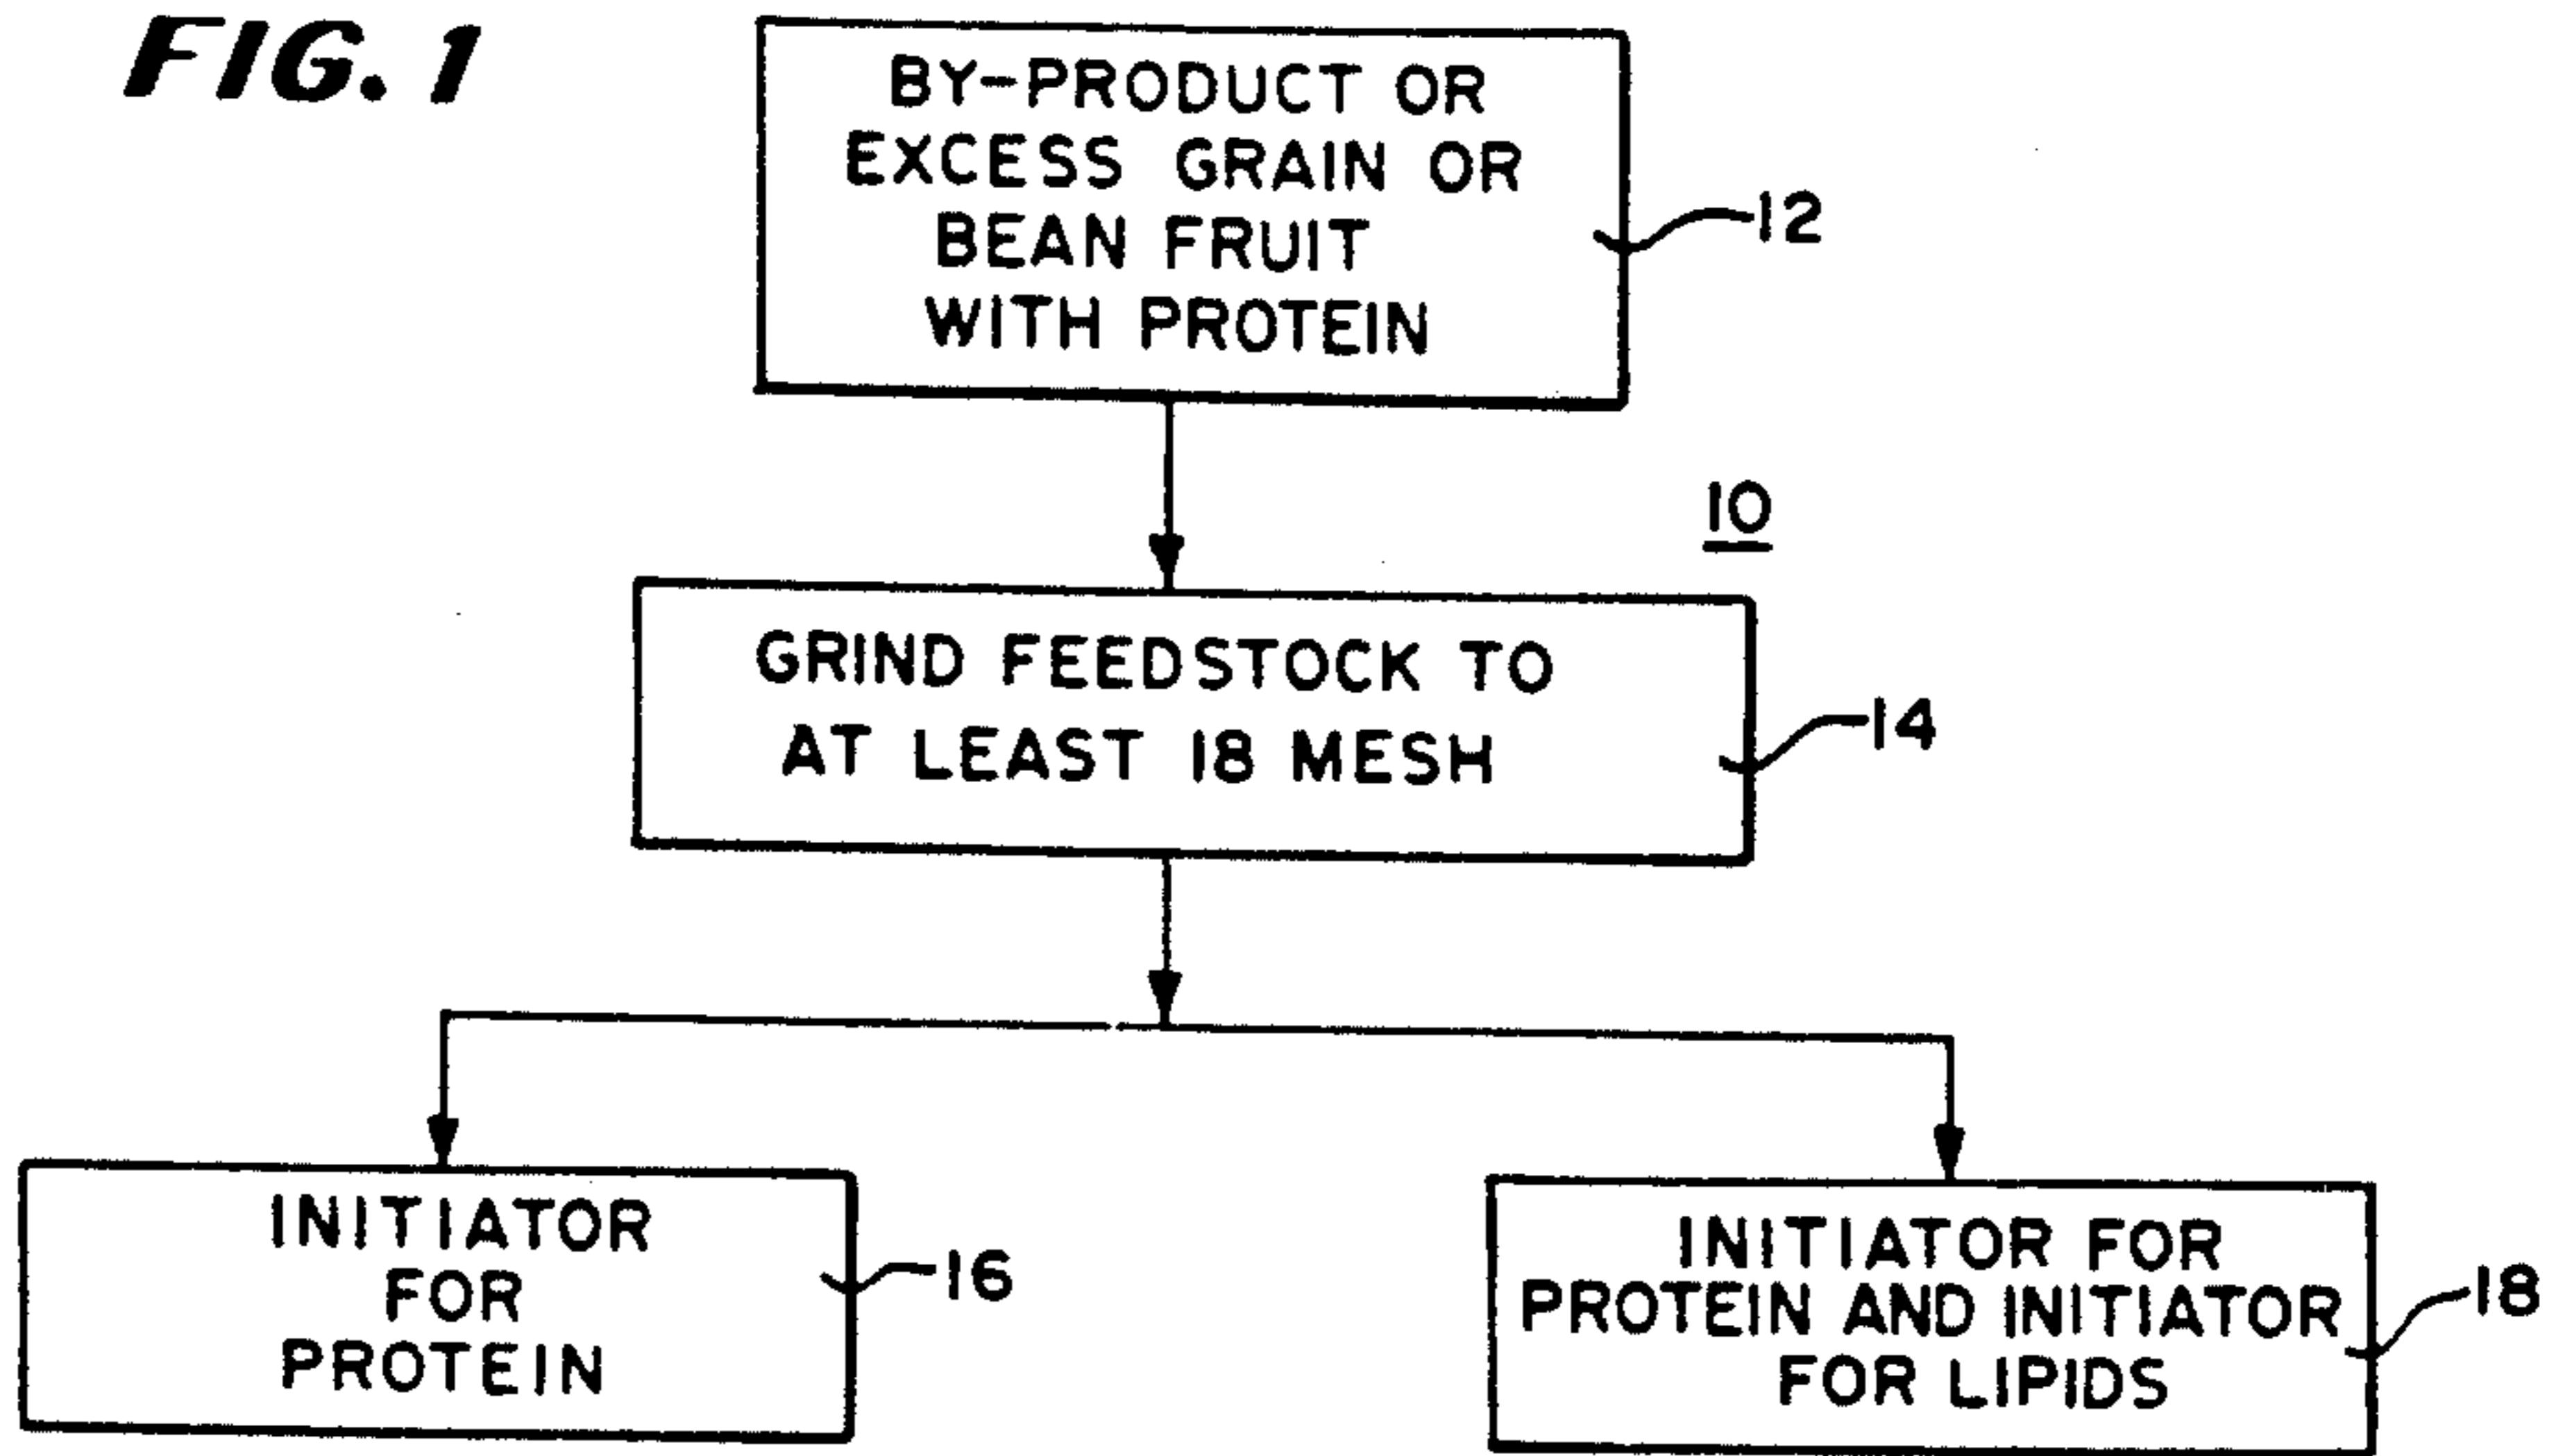 FIG. 1
BY-PRODUCT OR
EXCESS GRAIN OR
BEAN FRUIT
WITH PROTEIN
12
10
GRIND FEEDSTOCK TO
AT LEAST 18 MESH
14
INITIATOR
FOR
PROTEIN
16
INITIATOR FOR
PROTEIN AND INITIATOR
FOR LIPIDS
18